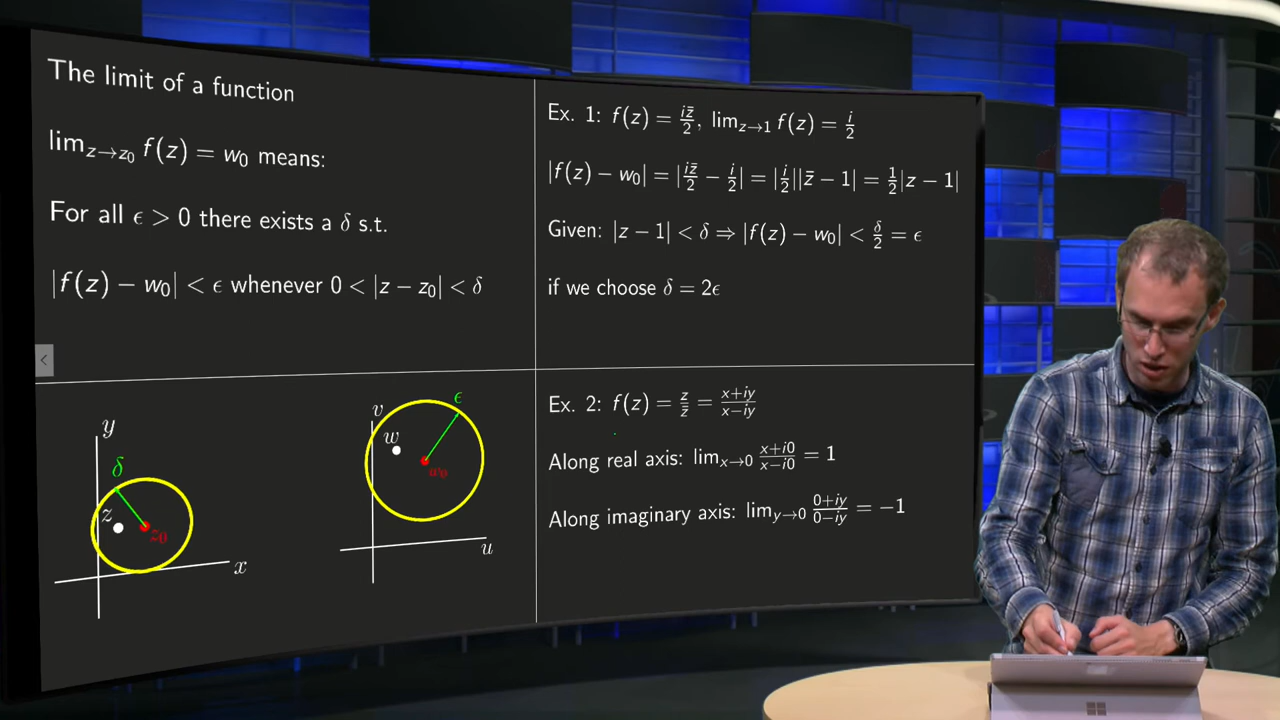 The limit of a function
lim_{z→z₀} f(z) = w₀ means:
For all ϵ > 0 there exists a δ s.t.
|f(z) − w₀| < ϵ whenever 0 < |z − z₀| < δ
Ex. 1: f(z) = iz̄/2, lim_{z→1} f(z) = i/2
|f(z) − w₀| = |iz̄/2 − i/2| = |i/2||z̄ − 1| = 1/2|z − 1|
Given: |z − 1| < δ ⇒ |f(z) − w₀| < δ/2 = ϵ
if we choose δ = 2ϵ
y
δ
z
z₀
x
v
ϵ
w
w₀
u
Ex. 2: f(z) = z/z̄ = (x+iy)/(x−iy)
Along real axis: lim_{x→0} (x+i0)/(x−i0) = 1
Along imaginary axis: lim_{y→0} (0+iy)/(0−iy) = −1